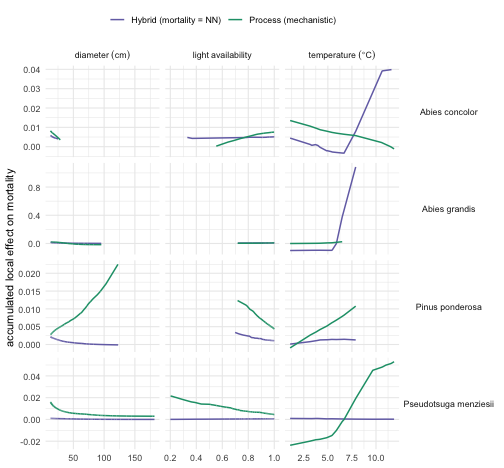 Hybrid (mortality = NN) Process (mechanistic)
diameter (cm) light availability temperature (°C)
accumulated local effect on mortality
0.04
0.03
0.02
0.01
0.00
Abies concolor
0.8
0.4
0.0
Abies grandis
0.020
0.015
0.010
0.005
0.000
Pinus ponderosa
0.04
0.02
0.00
-0.02
Pseudotsuga menziesii
50 100 150 0.2 0.4 0.6 0.8 1.0 2.5 5.0 7.5 10.0